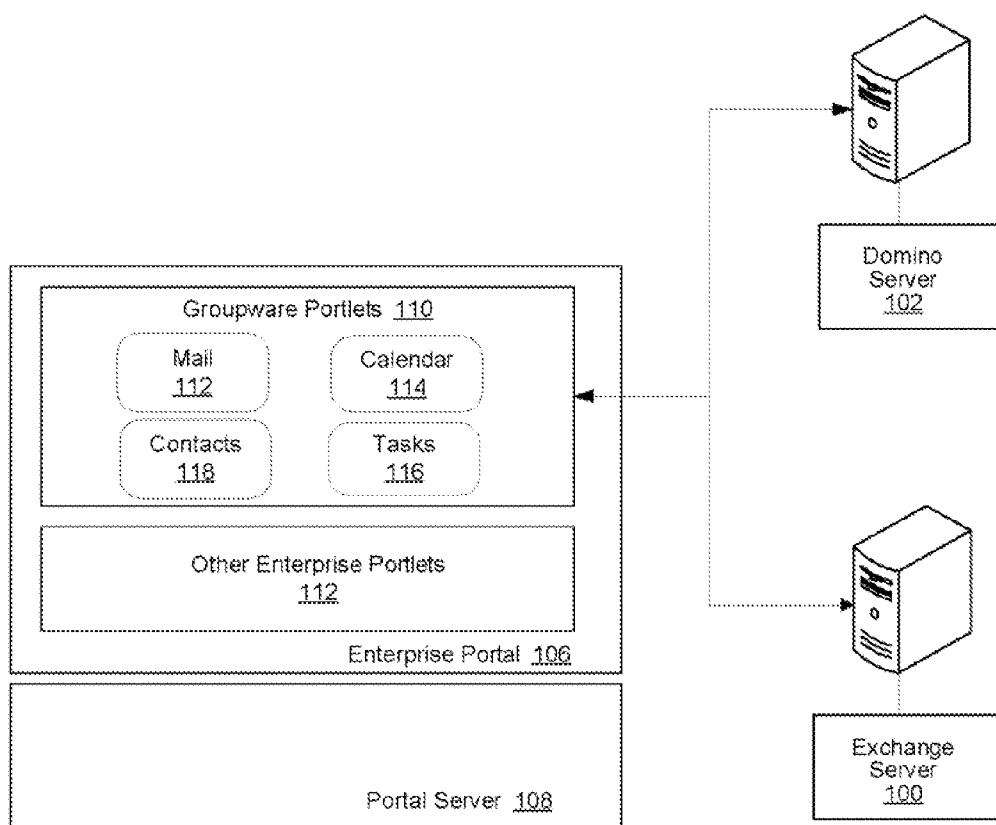 Domino
Server
102
Groupware Portlets 110
Mail
112
Calendar
114
Contacts
118
Tasks
116
Other Enterprise Portlets
112
Enterprise Portal 106
Portal Server 108
Exchange
Server
100